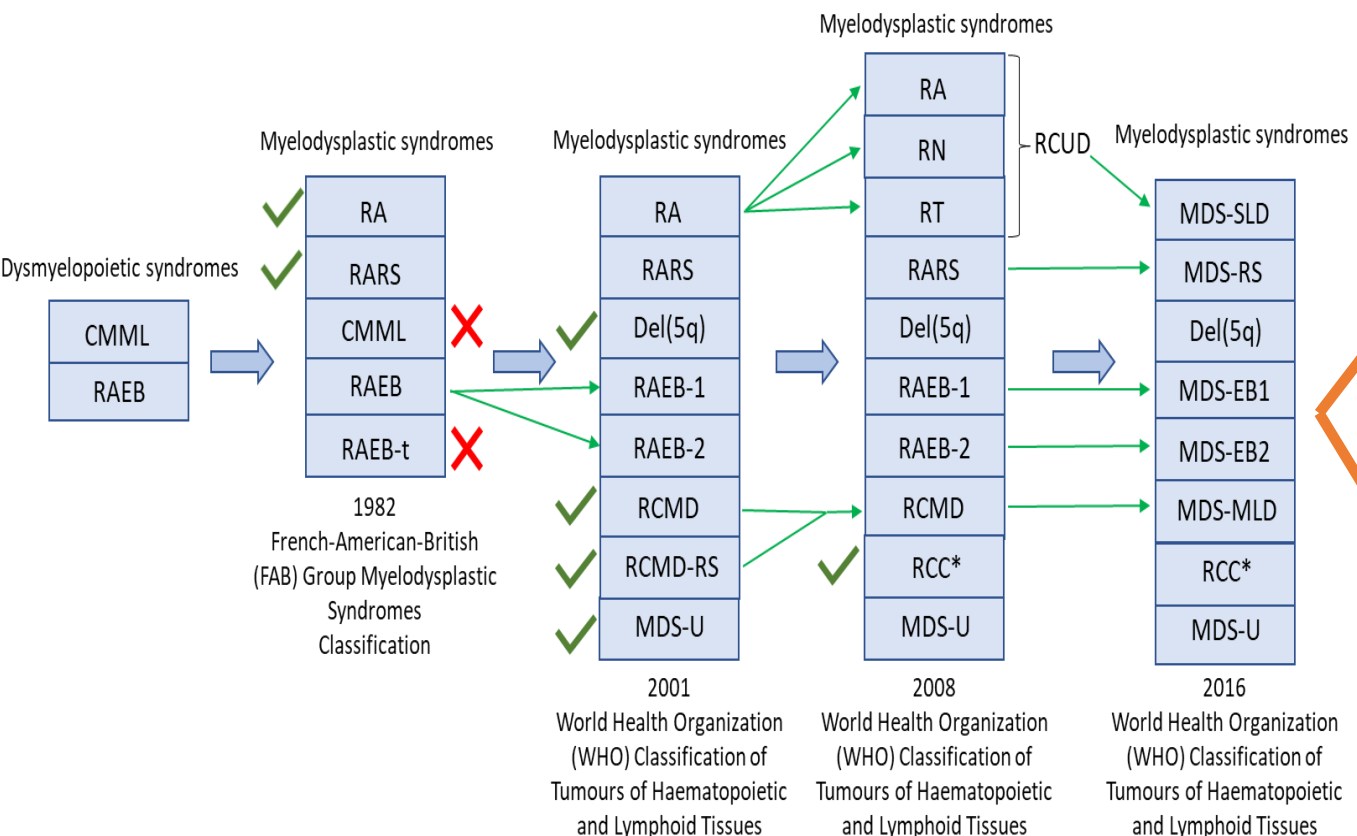 Dysmyelopoietic syndromes
CMML
RAEB
Myelodysplastic syndromes
RA
RARS
CMML
RAEB
RAEB-t
1982
French-American-British
(FAB) Group Myelodysplastic
Syndromes
Classification
Myelodysplastic syndromes
RA
RARS
Del(5q)
RAEB-1
RAEB-2
RCMD
RCMD-RS
MDS-U
2001
World Health Organization
(WHO) Classification of
Tumours of Haematopoietic
and Lymphoid Tissues
Myelodysplastic syndromes
RA
RN
RT
RCUD
RARS
Del(5q)
RAEB-1
RAEB-2
RCMD
RCC*
MDS-U
2008
World Health Organization
(WHO) Classification of
Tumours of Haematopoietic
and Lymphoid Tissues
Myelodysplastic syndromes
MDS-SLD
MDS-RS
Del(5q)
MDS-EB1
MDS-EB2
MDS-MLD
RCC*
MDS-U
2016
World Health Organization
(WHO) Classification of
Tumours of Haematopoietic
and Lymphoid Tissues